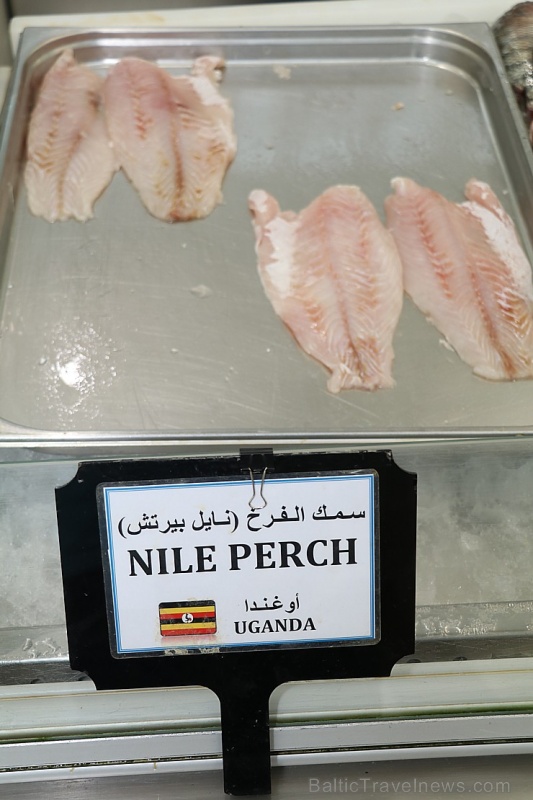 سمك الفرخ (نايل بيرتش)
NILE PERCH
أوغندا
UGANDA
BalticTravelnews.com